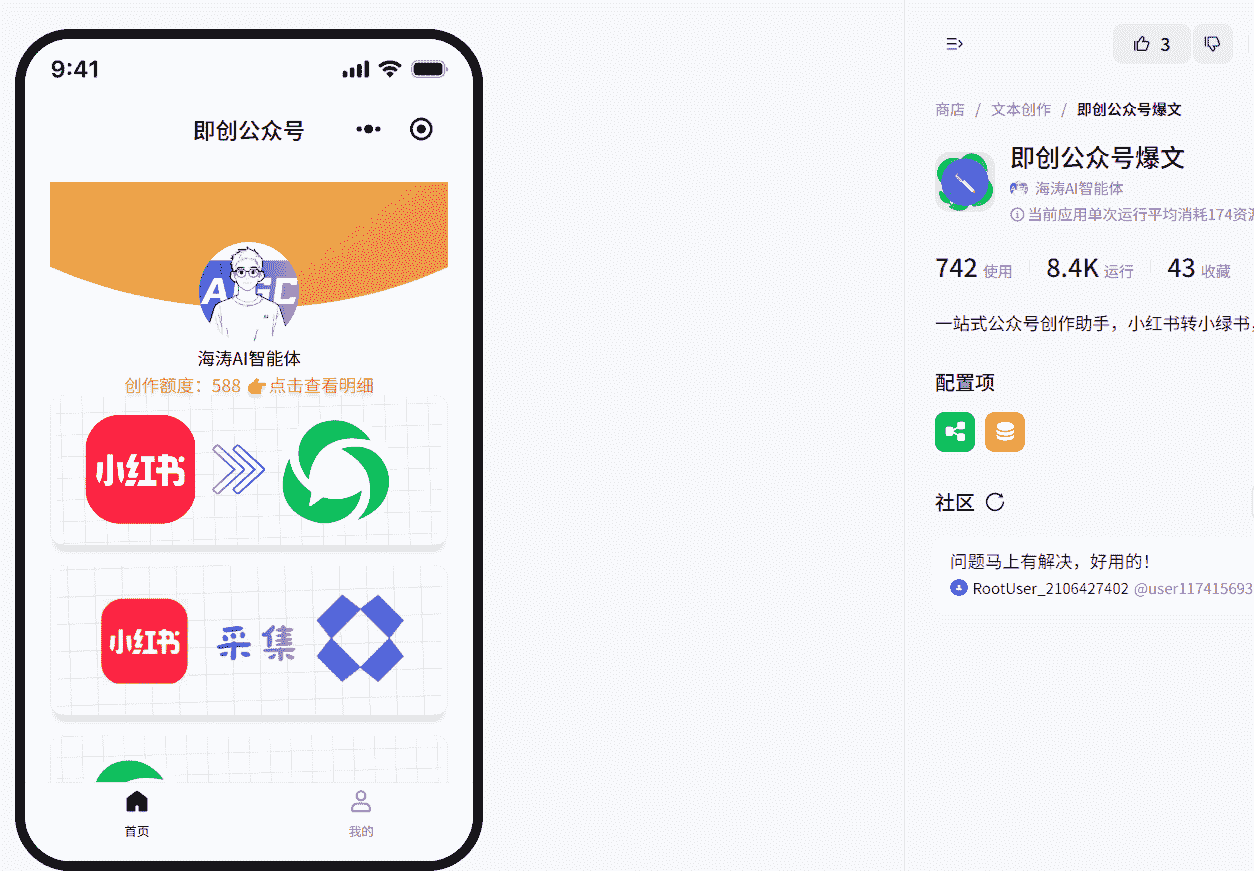 9:41
即创公众号
AIGC
海涛AI智能体
创作额度：588 👉点击查看明细
小红书
小红书
采集
首页
我的
3
商店 / 文本创作 / 即创公众号爆文
即创公众号爆文
海涛AI智能体
当前应用单次运行平均消耗174资源
742 使用
8.4K 运行
43 收藏
一站式公众号创作助手，小红书转小绿书，
配置项
社区
问题马上有解决，好用的！
RootUser_2106427402 @user117415693